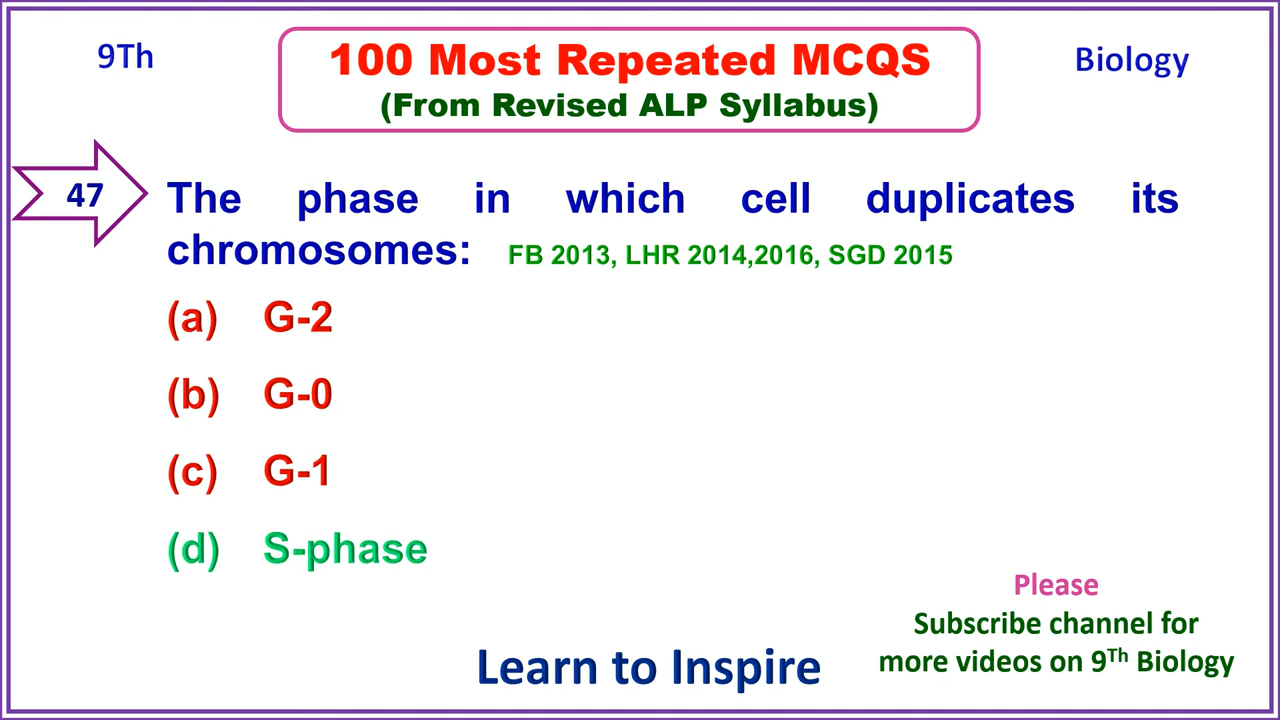 9Th
100 Most Repeated MCQS
Biology
(From Revised ALP Syllabus)
47
The phase in which cell duplicates its
chromosomes: FB 2013, LHR 2014,2016, SGD 2015
(a) G-2
(b) G-0
(c) G-1
(d) S-phase
Please
Subscribe channel for
more videos on 9Th Biology
Learn to Inspire